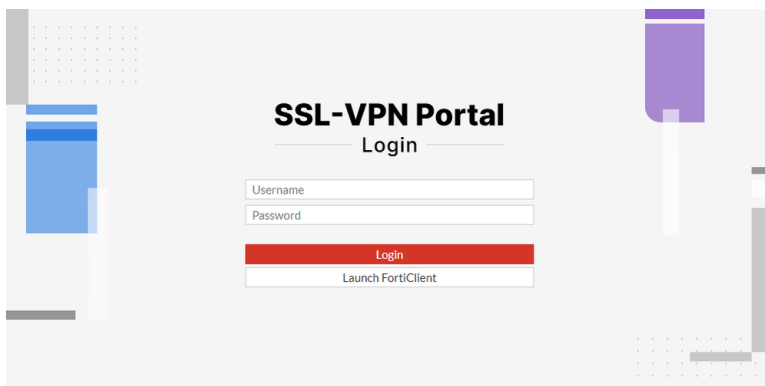 SSL-VPN Portal
Login
Username
Password
Login
Launch FortiClient